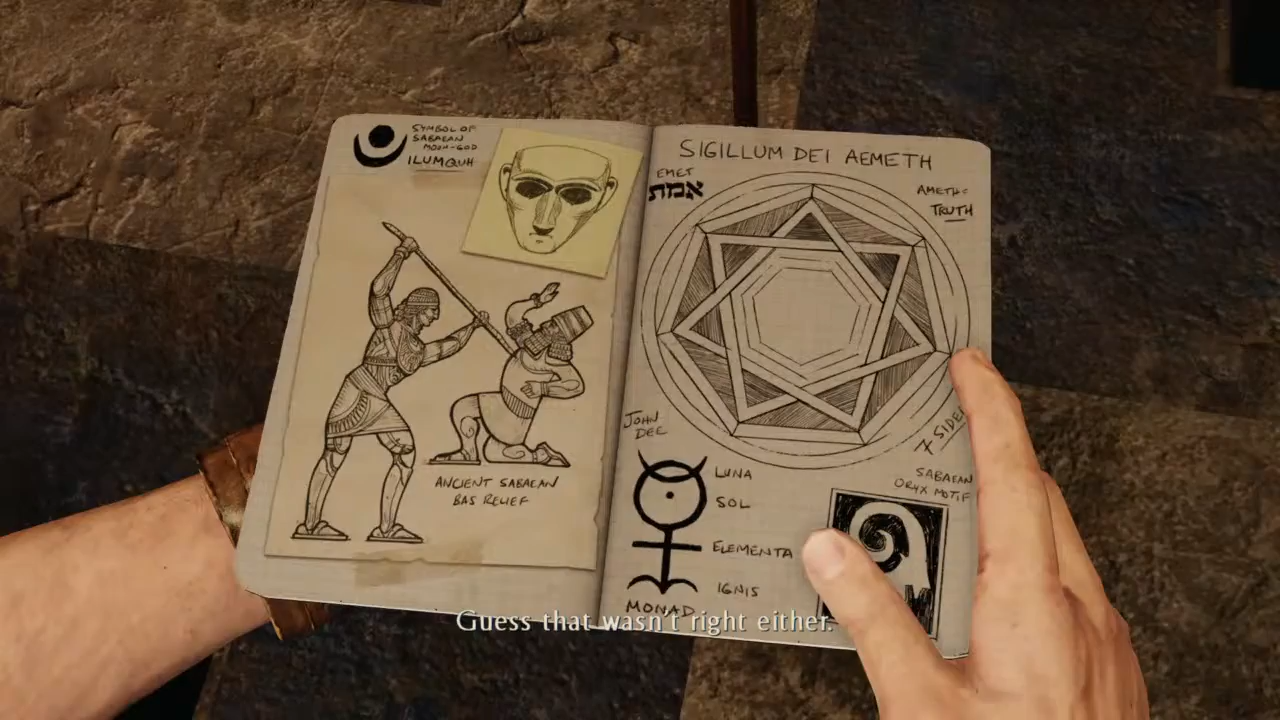 SYMBOL OF
SABAEAN
MOON-GOD
ILUMQUH
ANCIENT SABAEAN
BAS RELIEF
SIGILLUM DEI AEMETH
EMET
אמת
AMETH=
TRUTH
7 SIDES
JOHN
DEE
LUNA
SOL
ELEMENTA
IGNIS
MONAD
SABAEAN
ORYX MOTIF
Guess that wasn't right either.